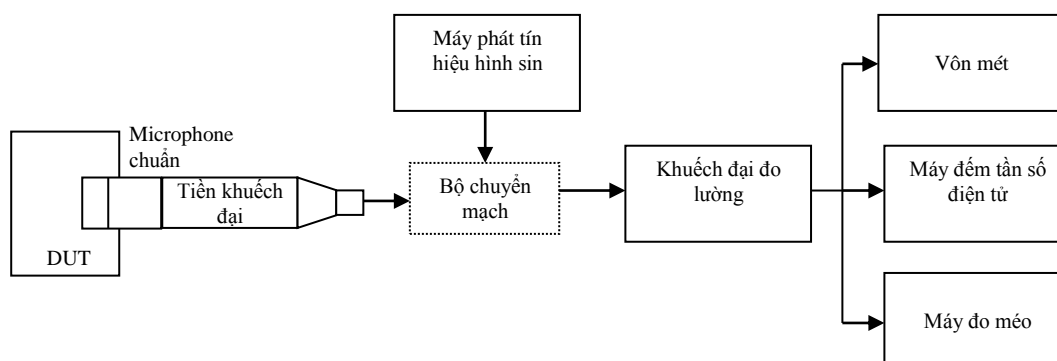 Máy phát tín
hiệu hình sin
Vôn mét
Microphone
chuẩn
Tiền khuếch
đại
DUT
Bộ chuyển
mạch
Khuếch đại đo
lường
Máy đếm tần số
điện tử
Máy đo méo